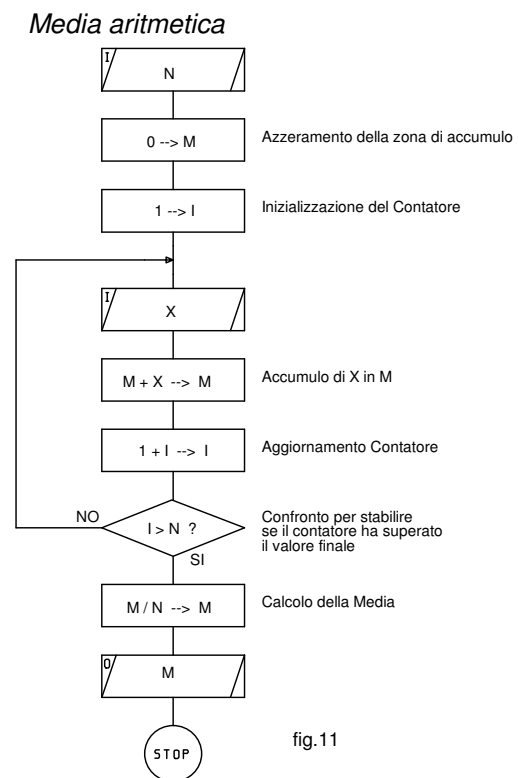 Media aritmetica
I
N
0 --> M
Azzeramento della zona di accumulo
1 --> I
Inizializzazione del Contatore
I
X
M + X --> M
Accumulo di X in M
1 + I --> I
Aggiornamento Contatore
NO
I > N ?
Confronto per stabilire
se il contatore ha superato
il valore finale
SI
M / N --> M
Calcolo della Media
O
M
STOP
fig.11